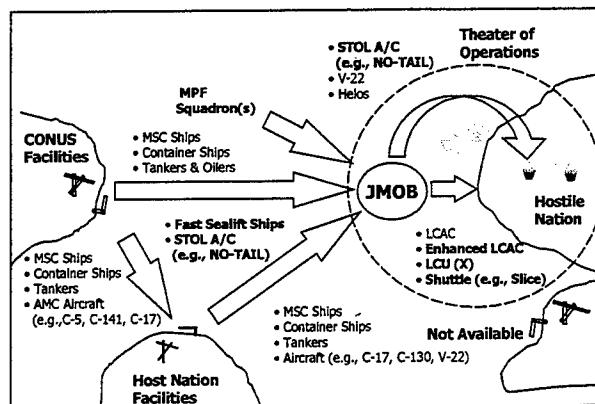 • STOL A/C
(e.g., NO-TAIL)
• V-22
• Helos
Theater of
Operations
MPF
Squadron(s)
CONUS
Facilities
• MSC Ships
• Container Ships
• Tankers & Oilers
JMOB
Hostile
Nation
• Fast Sealift Ships
• STOL A/C
(e.g., NO-TAIL)
• LCAC
• Enhanced LCAC
• LCU (X)
• Shuttle (e.g., Slice)
• MSC Ships
• Container Ships
• Tankers
• AMC Aircraft
(e.g.,C-5, C-141, C-17)
• MSC Ships
• Container Ships
• Tankers
• Aircraft (e.g., C-17, C-130, V-22)
Not Available
Host Nation
Facilities